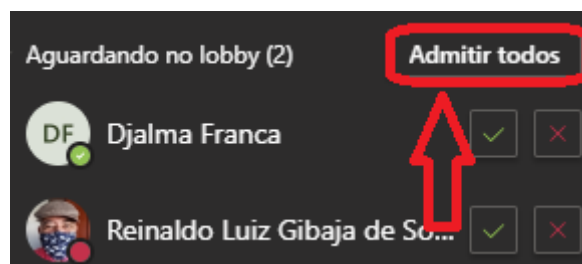 Aguardando no lobby (2) Admitir todos
DF Djalma Franca
Reinaldo Luiz Gibaja de So...